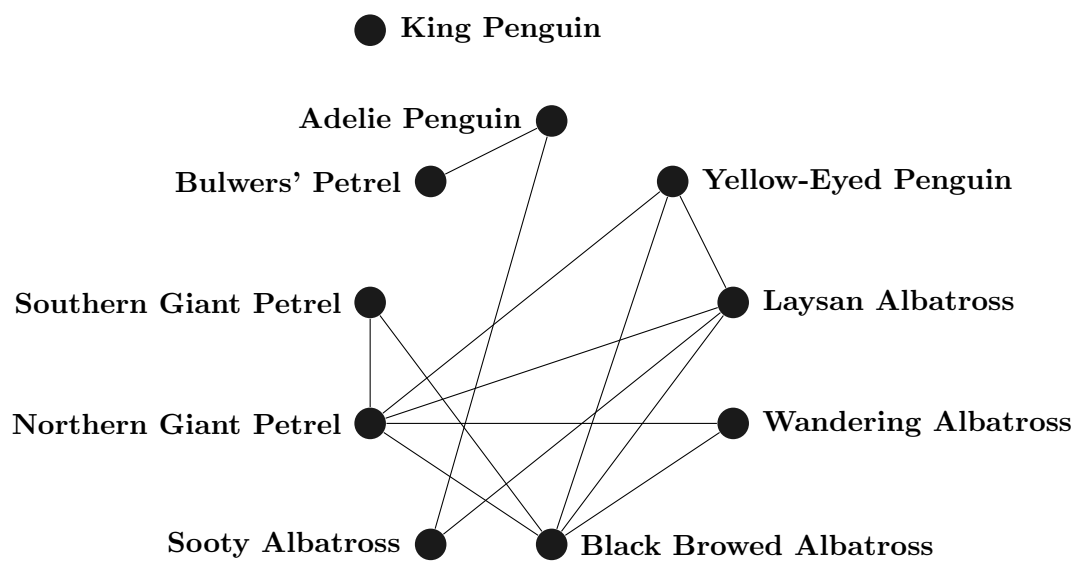 King Penguin
Adelie Penguin
Bulwers' Petrel
Yellow-Eyed Penguin
Southern Giant Petrel
Laysan Albatross
Northern Giant Petrel
Wandering Albatross
Sooty Albatross
Black Browed Albatross